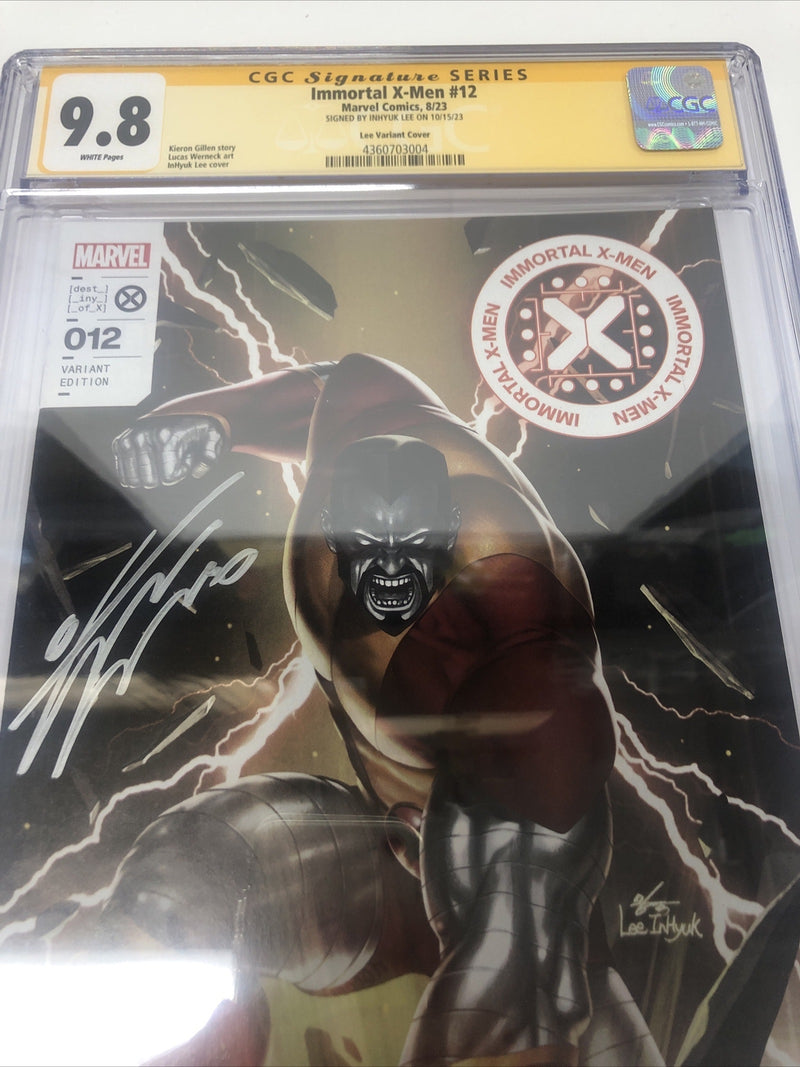 CGC Signature SERIES
9.8
WHITE Pages
Immortal X-Men #12
Marvel Comics, 8/23
SIGNED BY INHYUK LEE ON 10/15/23
Lee Variant Cover
4360703004
Kieron Gillen story
Lucas Werneck art
InHyuk Lee cover
CGC
MARVEL
[dest_]
[_iny_]
[_of_X]
012
VARIANT
EDITION
IMMORTAL X-MEN
IMMORTAL X-MEN
IMMORTAL X-MEN
X
Lee InHyuk